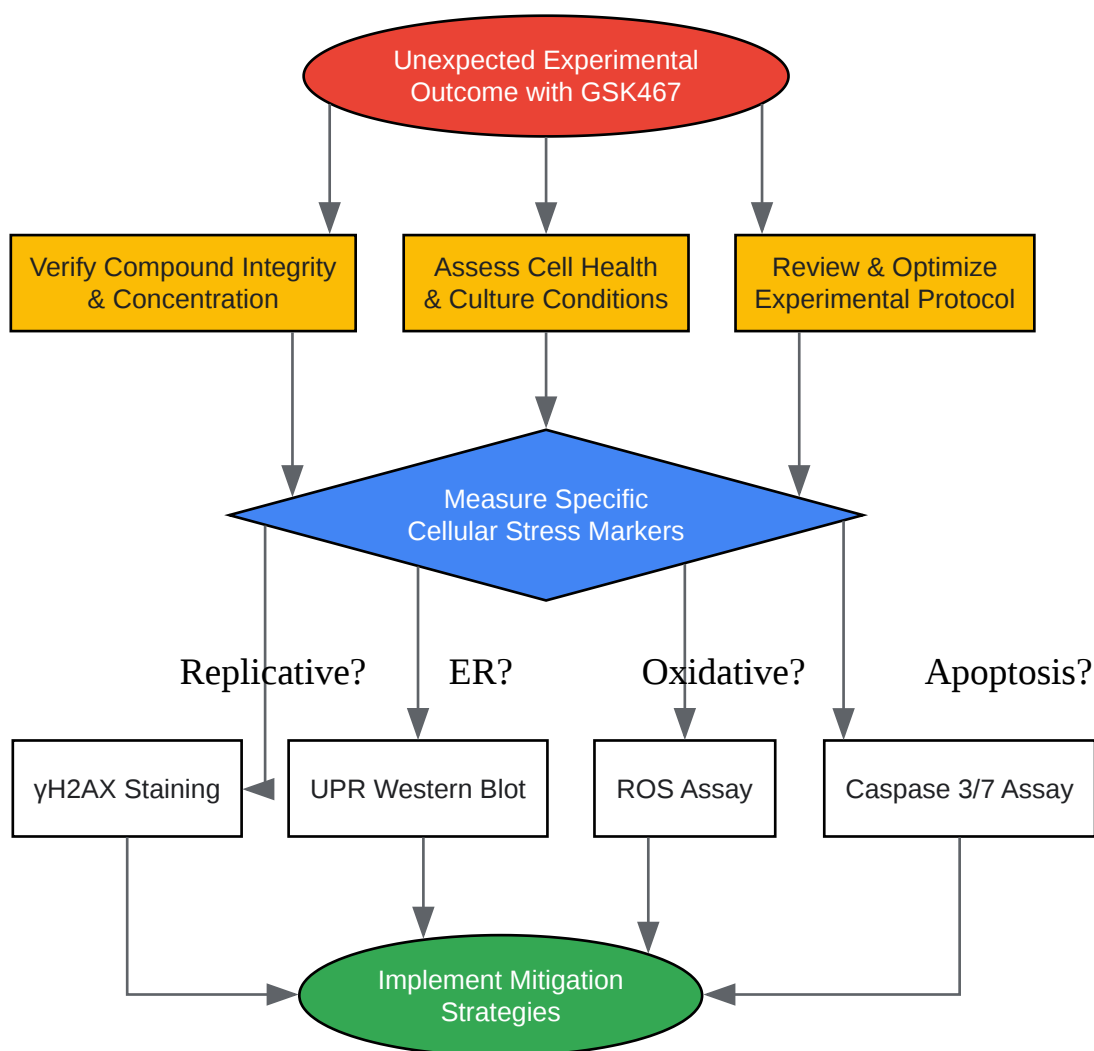 Unexpected Experimental
Outcome with GSK467
Verify Compound Integrity
& Concentration
Assess Cell Health
& Culture Conditions
Review & Optimize
Experimental Protocol
Measure Specific
Cellular Stress Markers
Replicative?
ER?
Oxidative?
Apoptosis?
γH2AX Staining
UPR Western Blot
ROS Assay
Caspase 3/7 Assay
Implement Mitigation
Strategies